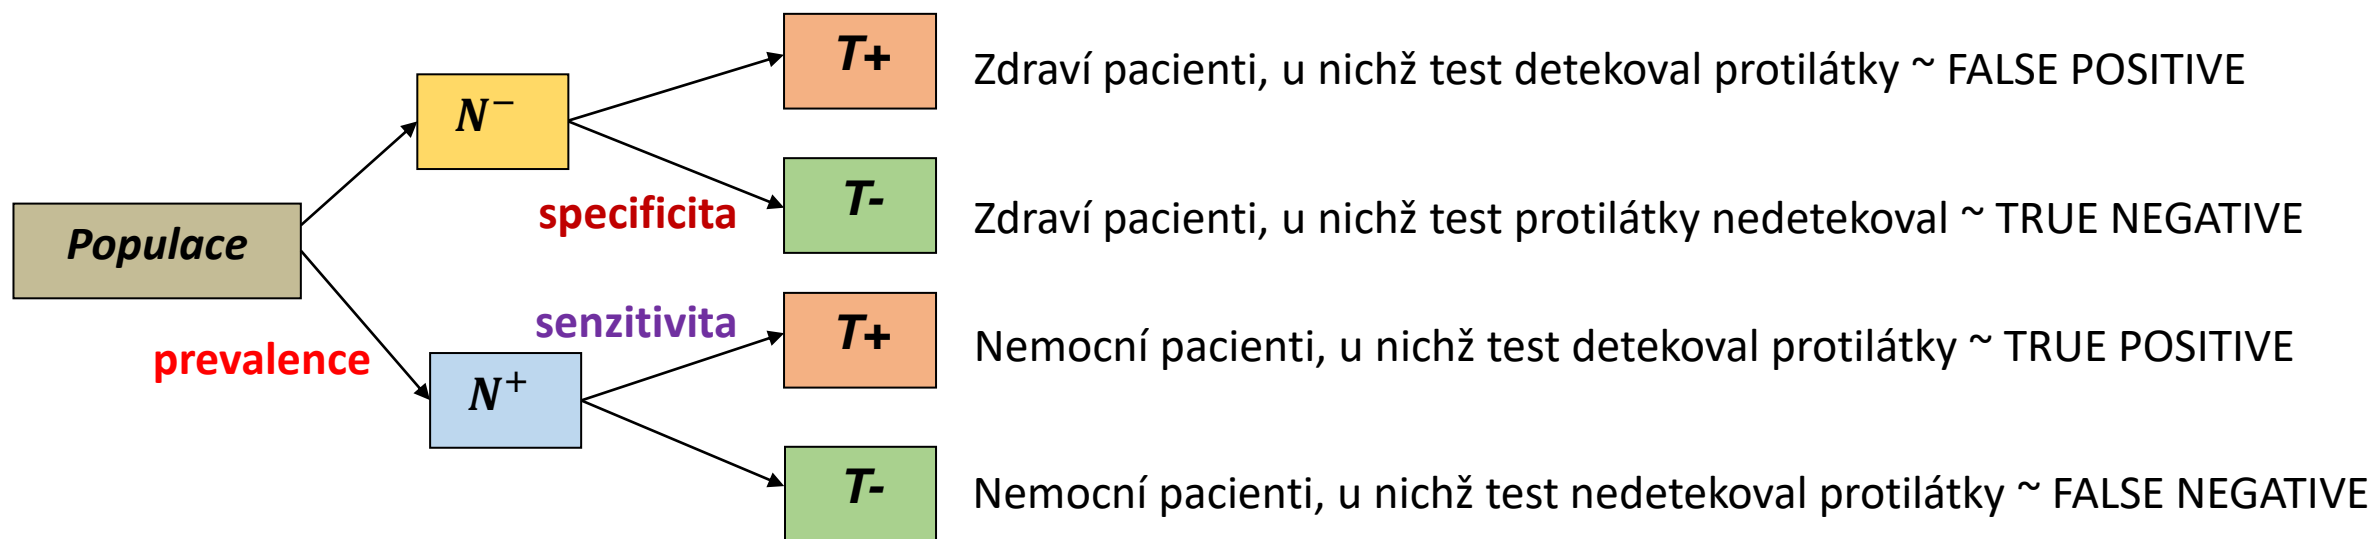 T+
Zdraví pacienti, u nichž test detekoval protilátky ~ FALSE POSITIVE
N⁻
T-
specificita
Zdraví pacienti, u nichž test protilátky nedetekoval ~ TRUE NEGATIVE
Populace
senzitivita
T+
Nemocní pacienti, u nichž test detekoval protilátky ~ TRUE POSITIVE
prevalence
N⁺
T-
Nemocní pacienti, u nichž test nedetekoval protilátky ~ FALSE NEGATIVE